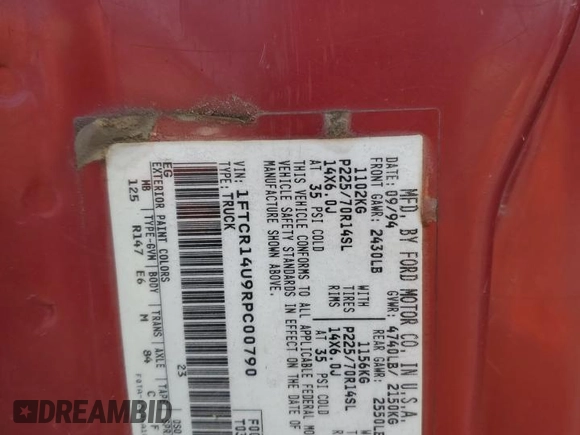 MFD. BY FORD MOTOR CO. IN U.S.A.
DATE: 09/94 GVWR: 4740LB/ 2150KG
FRONT GAWR: 2430LB REAR GAWR: 2550LB
1102KG 1156KG
P225/70R14SL TIRES P225/70R14SL
14X6.0J RIMS 14X6.0J
AT 35 PSI COLD AT 35 PSI COLD
THIS VEHICLE CONFORMS TO ALL APPLICABLE FEDERAL MOTOR
VEHICLE SAFETY STANDARDS IN EFFECT ON THE DATE OF
MANUFACTURE SHOWN ABOVE.
VIN: 1FTCR14U9RPC00790
TYPE: TRUCK
EG 23
EXTERIOR PAINT COLORS DSO
WB TYPE-GVW BODY TRANS AXLE
125 R147 E6 M 84
DREAMBID
AUCTION HISTORY